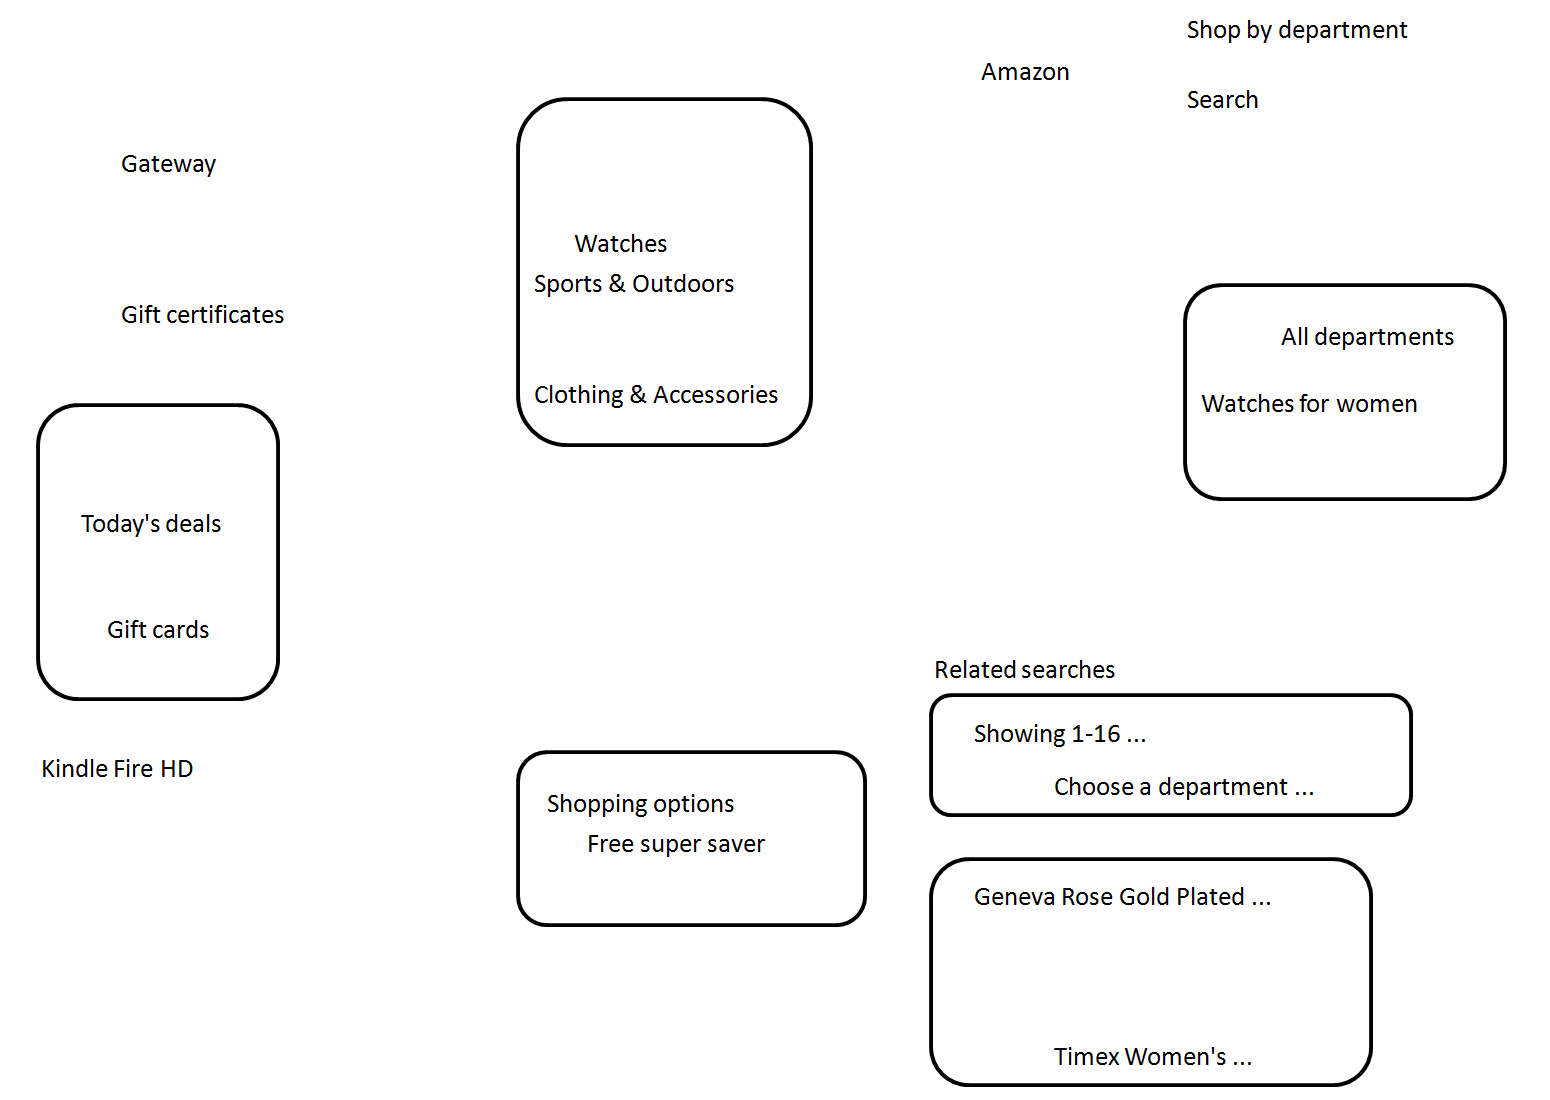 Shop by department
Amazon
Search
Gateway
Gift certificates
Watches
Sports & Outdoors
Clothing & Accessories
All departments
Watches for women
Today's deals
Gift cards
Kindle Fire HD
Shopping options
Free super saver
Related searches
Showing 1-16 ...
Choose a department ...
Geneva Rose Gold Plated ...
Timex Women's ...